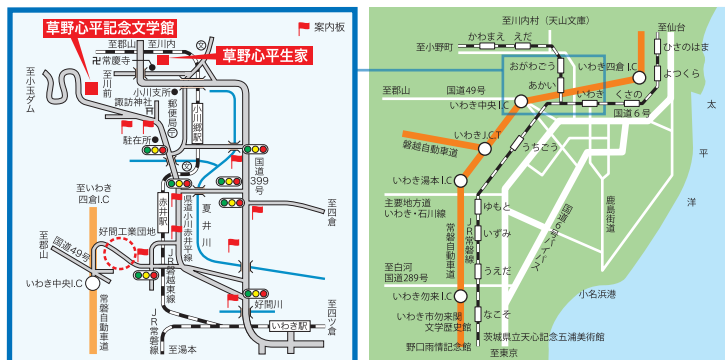 草野心平記念文学館
案内板
至郡山
至川内
草野心平生家
卍常慶寺
至小玉ダム
至川前
小川支所
諏訪神社
郵便局
小川郷駅
駐在所
国道399号
至いわき四倉I.C
赤井駅
県道小川赤井平線
夏井川
至四倉
好間工業団地
至郡山
国道49号
いわき中央I.C
JR磐越東線
好間川
常磐自動車道
JR常磐線
いわき駅
至四ツ倉
至湯本
至川内村(天山文庫)
至仙台
かわまえ
えだ
至小野町
ひさのはま
おがわごう
いわき四倉I.C
よつくら
あかい
至郡山
国道49号
いわき中央I.C
いわき
くさの
国道6号
太平洋
いわきJ.C.T
磐越自動車道
うちごう
いわき湯本I.C
主要地方道
いわき・石川線
ゆもと
鹿島街道
国道6号バイパス
いずみ
JR常磐線
常磐自動車道
至白河
国道289号
うえだ
小名浜港
いわき勿来I.C
なこそ
いわき市勿来関
文学歴史館
茨城県立天心記念五浦美術館
野口雨情記念館
至東京